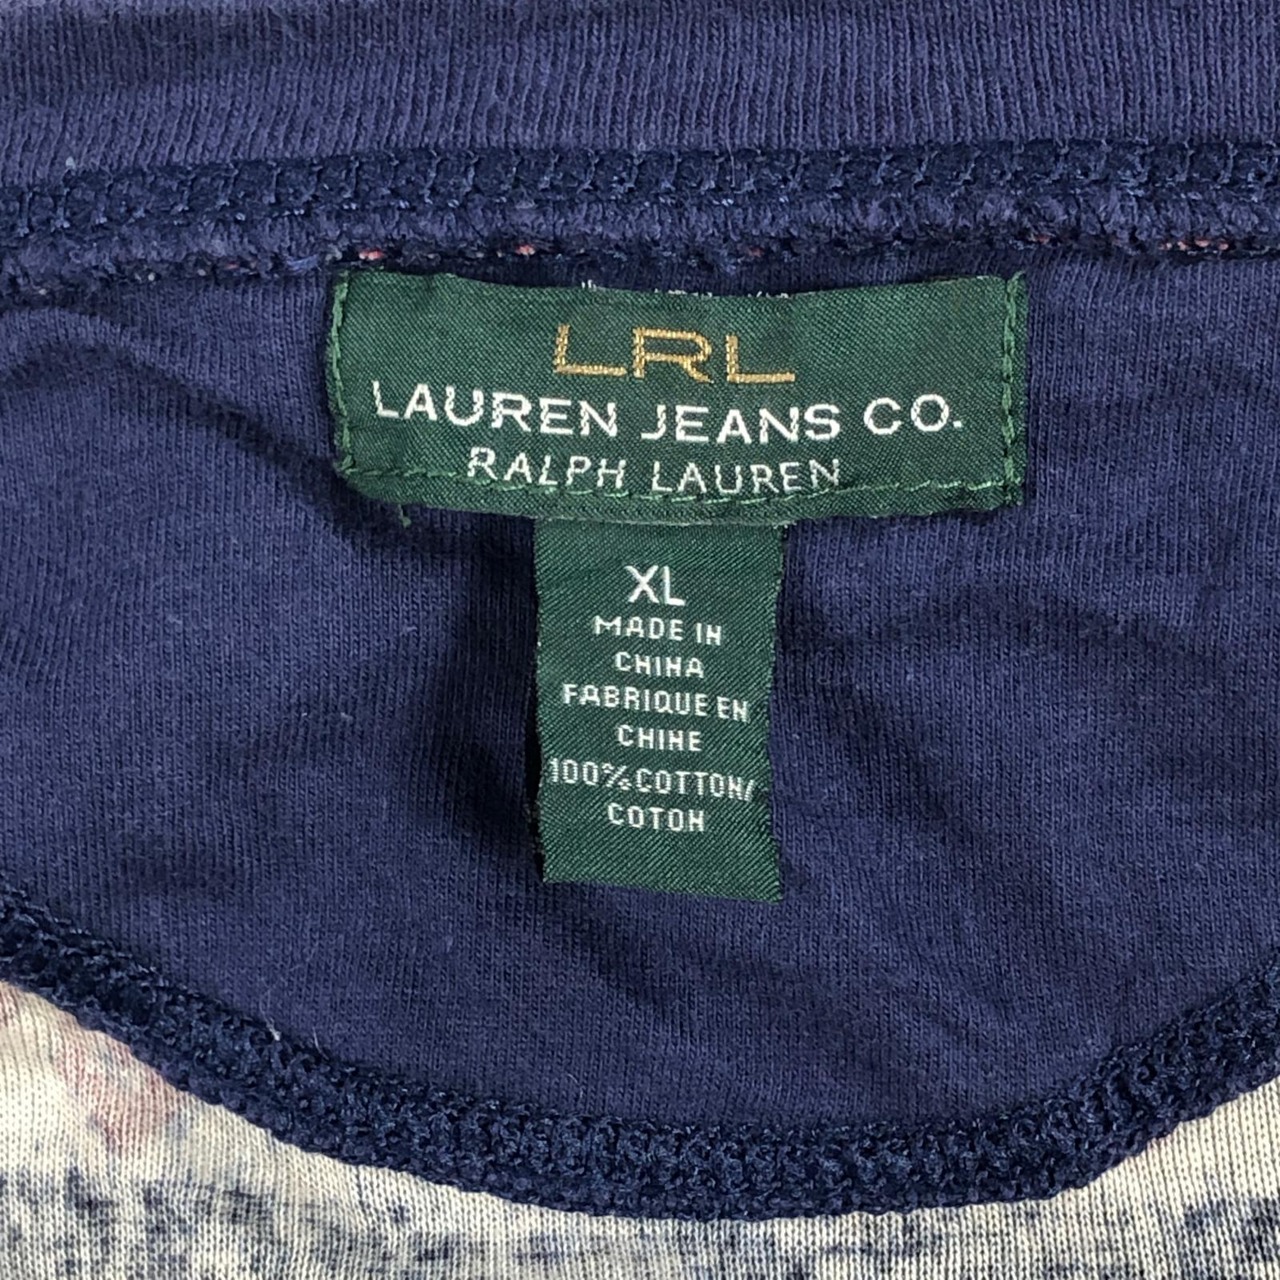 LRL
LAUREN JEANS CO.
RALPH LAUREN
XL
MADE IN
CHINA
FABRIQUE EN
CHINE
100%COTTON/
COTON